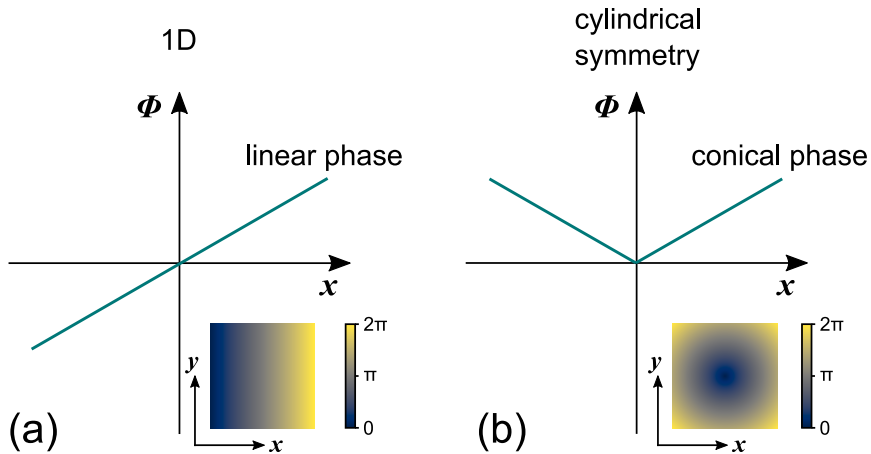 1D
Φ
linear phase
x
2π
π
0
y
x
(a)
cylindrical
symmetry
Φ
conical phase
x
2π
π
0
y
x
(b)